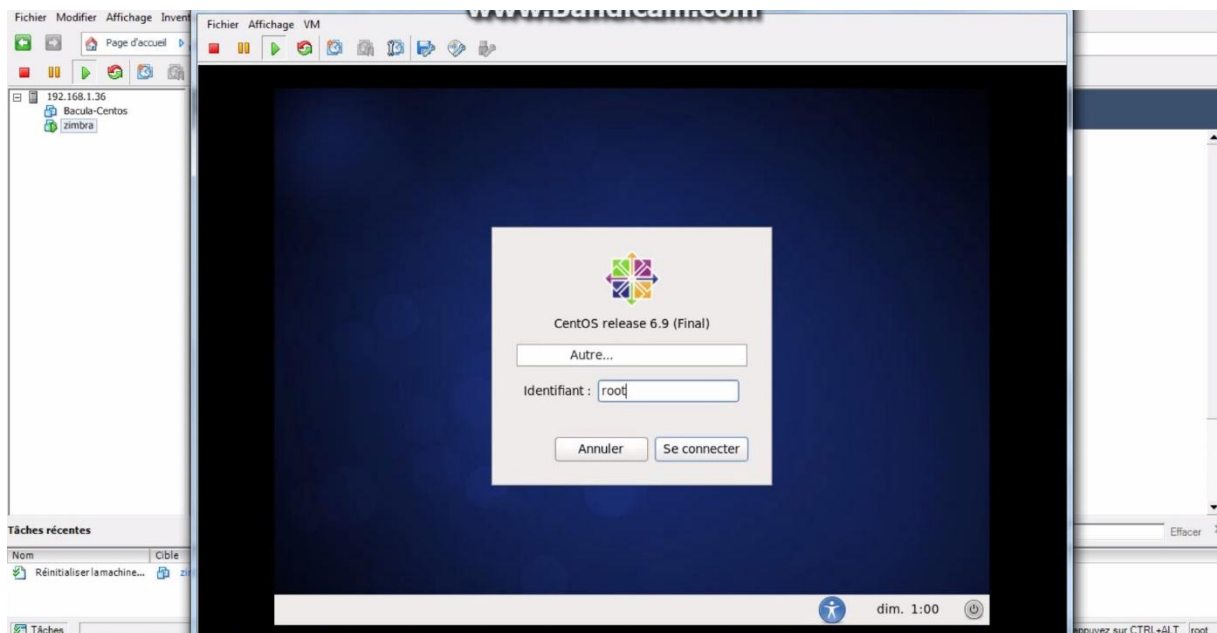 www.Bandicam.com
Fichier Modifier Affichage Invent
Page d'accueil
192.168.1.36
Bacula-Centos
zimbra
Fichier Affichage VM
CentOS release 6.9 (Final)
Autre...
Identifiant : root
Annuler Se connecter
dim. 1:00
Tâches récentes
Effacer
Nom Cible
Réinitialiser la machine... zi
Tâches
appuyez sur CTRL+ALT root